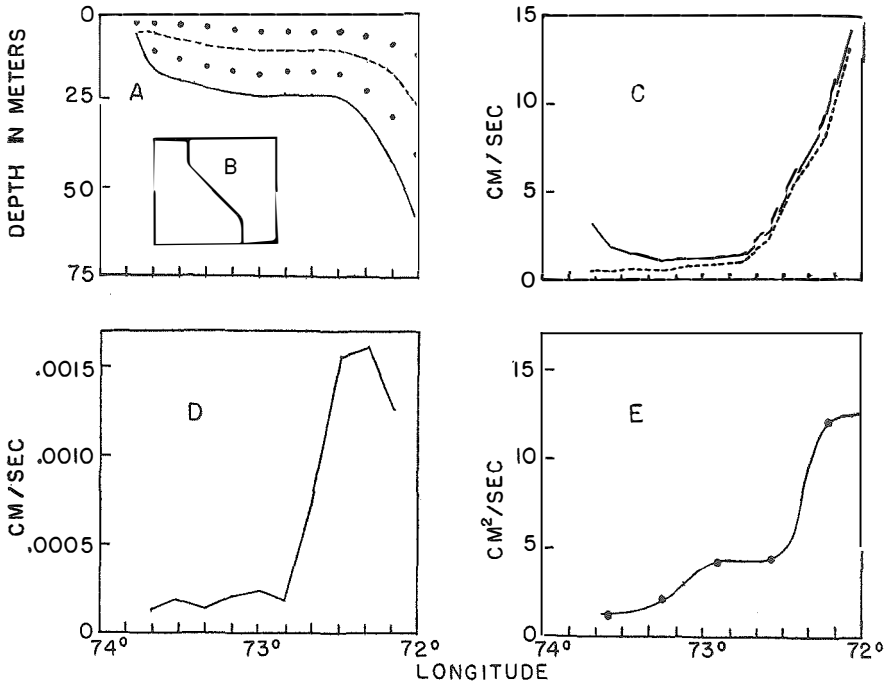 DEPTH IN METERS
0
25
50
75
A
B
CM/SEC
15
10
5
0
C
CM/SEC
.0015
.0010
.0005
0
D
CM²/SEC
15
10
5
0
E
74° 73° 72°
74° 73° 72°
LONGITUDE